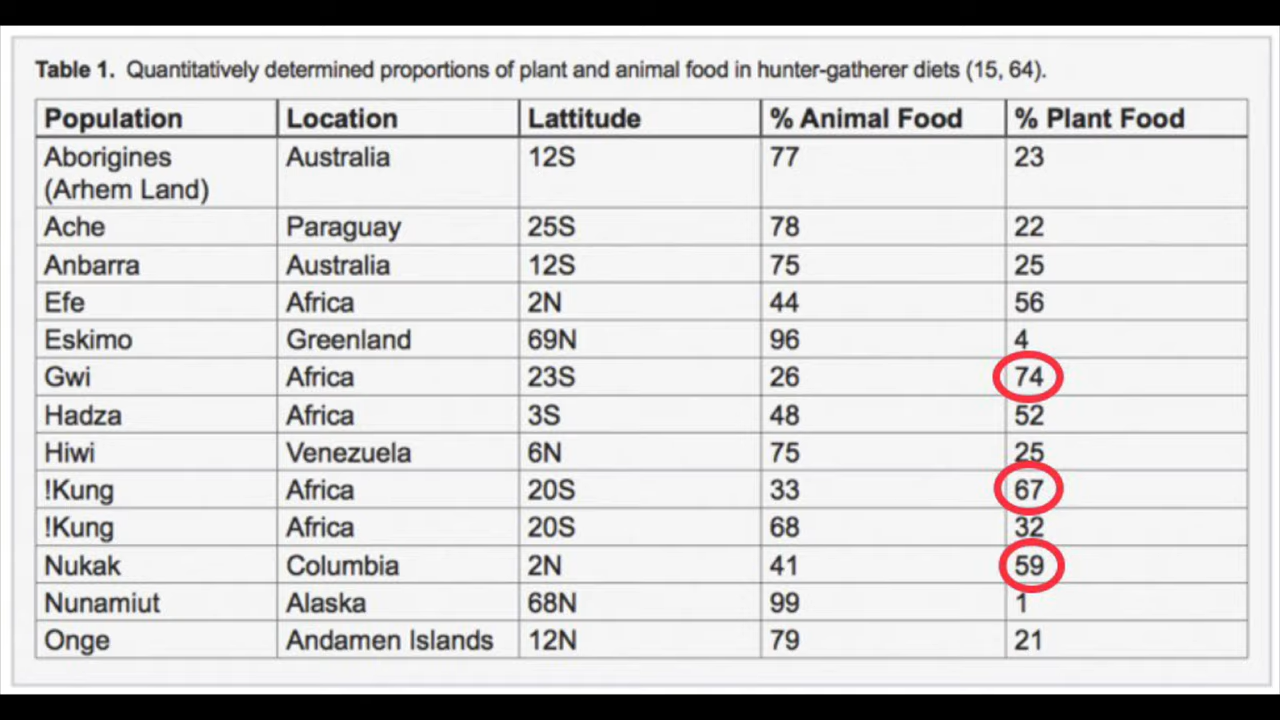 Table 1. Quantitatively determined proportions of plant and animal food in hunter-gatherer diets (15, 64).
Population Location Lattitude % Animal Food % Plant Food
Aborigines Australia 12S 77 23
(Arhem Land)
Ache Paraguay 25S 78 22
Anbarra Australia 12S 75 25
Efe Africa 2N 44 56
Eskimo Greenland 69N 96 4
Gwi Africa 23S 26 74
Hadza Africa 3S 48 52
Hiwi Venezuela 6N 75 25
!Kung Africa 20S 33 67
!Kung Africa 20S 68 32
Nukak Columbia 2N 41 59
Nunamiut Alaska 68N 99 1
Onge Andamen Islands 12N 79 21